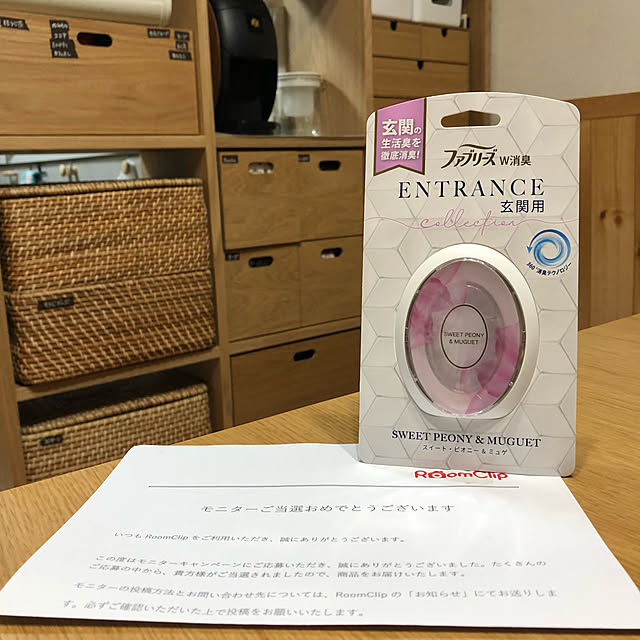 玄関の
生活臭を
徹底消臭!
ファブリーズ W消臭
ENTRANCE
玄関用
collection
360°消臭テクノロジー
SWEET PEONY
& MUGUET
SWEET PEONY & MUGUET
スイート・ピオニー & ミュゲ
RoomClip
モニターご当選おめでとうございます
いつも RoomClip をご利用いただき、誠にありがとうございます。
この度はモニターキャンペーンにご応募いただき、誠にありがとうございました。たくさんの
ご応募の中から、貴方様がご当選されましたので、商品をお届けいたします。
モニターの投稿方法とお問い合わせ先については、RoomClip の「お知らせ」にてお送りしま
す。必ずご確認いただいた上で投稿をお願いいたします。